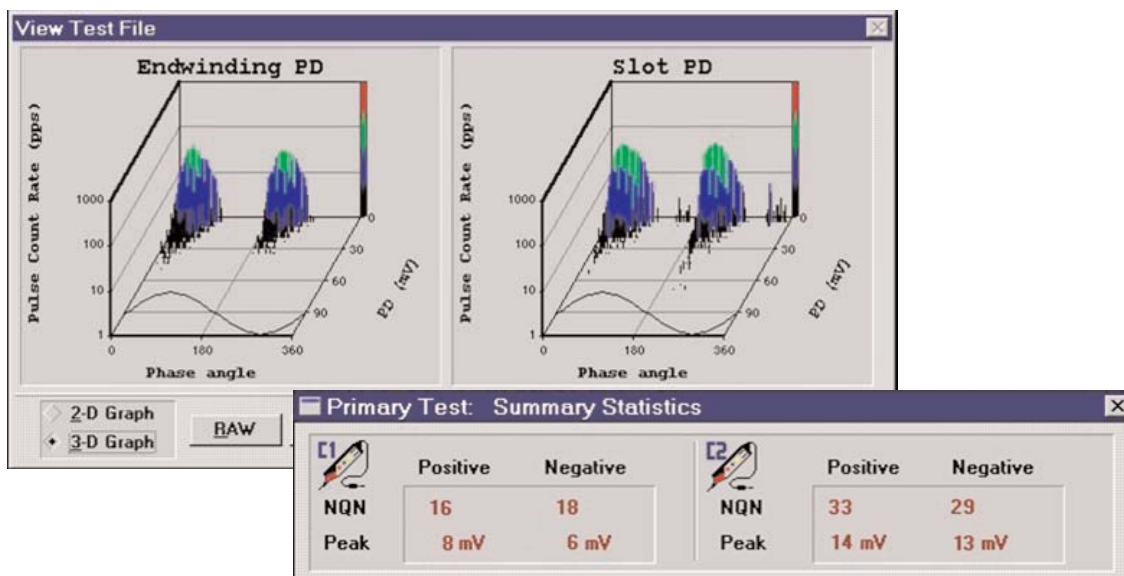 View Test File
Endwinding PD
Pulse Count Rate (pps)
1000
100
10
1
0
180
360
Phase angle
0
30
60
90
PD (mV)
Slot PD
Pulse Count Rate (pps)
1000
100
10
1
0
180
360
Phase angle
0
30
60
90
PD (mV)
2-D Graph
3-D Graph
RAW
Primary Test: Summary Statistics
C1
Positive Negative
NQN 16 18
Peak 8 mV 6 mV
C2
Positive Negative
NQN 33 29
Peak 14 mV 13 mV